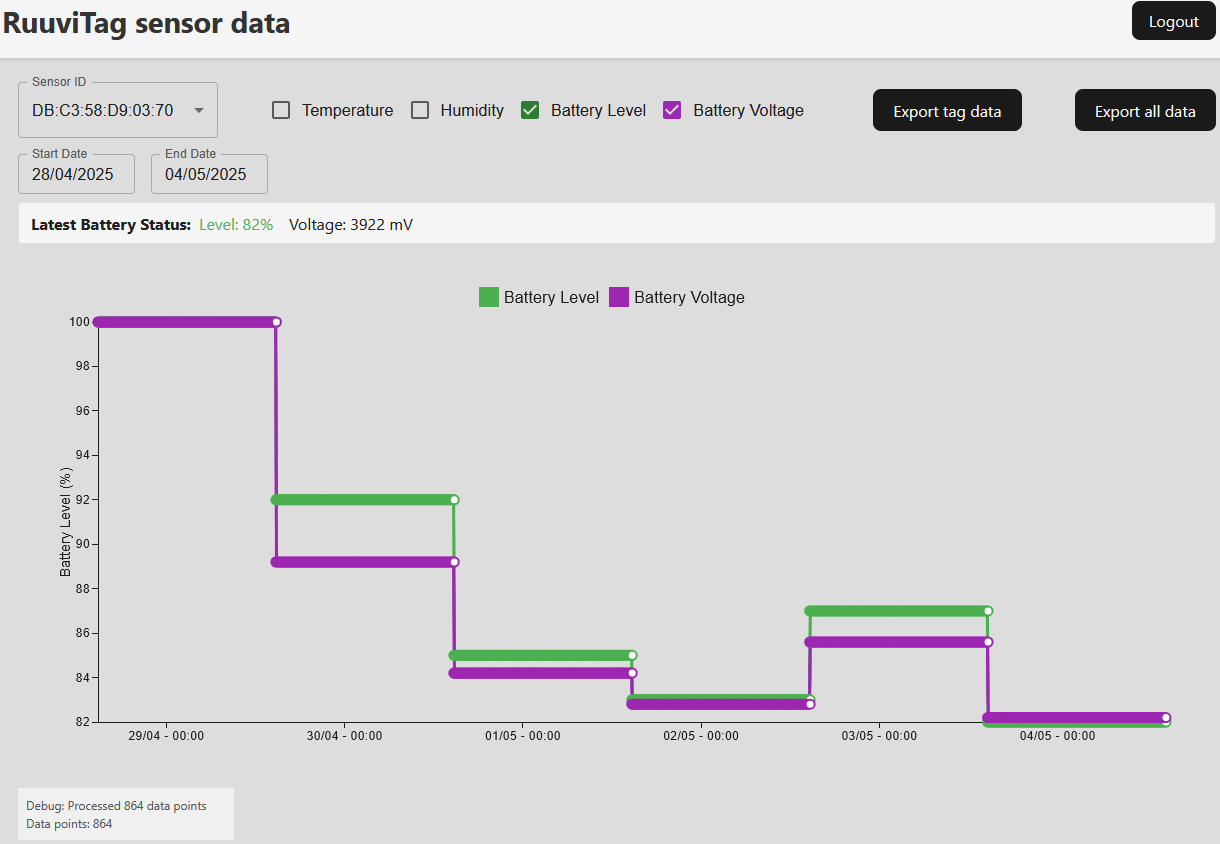 RuuviTag sensor data
Logout
Sensor ID
DB:C3:58:D9:03:70
Temperature
Humidity
Battery Level
Battery Voltage
Export tag data
Export all data
Start Date
28/04/2025
End Date
04/05/2025
Latest Battery Status: Level: 82% Voltage: 3922 mV
Battery Level
Battery Voltage
100
98
96
94
92
90
88
86
84
82
Battery Level (%)
29/04 - 00:00
30/04 - 00:00
01/05 - 00:00
02/05 - 00:00
03/05 - 00:00
04/05 - 00:00
Debug: Processed 864 data points
Data points: 864